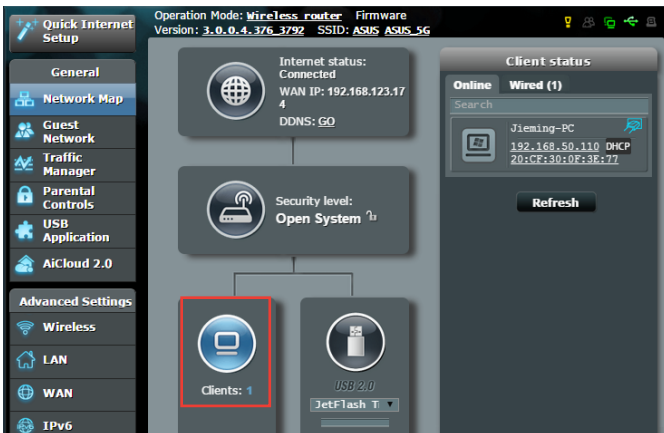 Quick Internet
Setup
Operation Mode: Wireless router Firmware
Version: 3.0.0.4.376_3792 SSID: ASUS ASUS_5G
General
Network Map
Guest
Network
Traffic
Manager
Parental
Controls
USB
Application
AiCloud 2.0
Advanced Settings
Wireless
LAN
WAN
IPv6
Internet status:
Connected
WAN IP: 192.168.123.17
4
DDNS: GO
Security level:
Open System
Clients: 1
USB 2.0
JetFlash T
Client status
Online Wired (1)
Search
Jieming-PC
192.168.50.110 DHCP
20:CF:30:0F:3E:77
Refresh